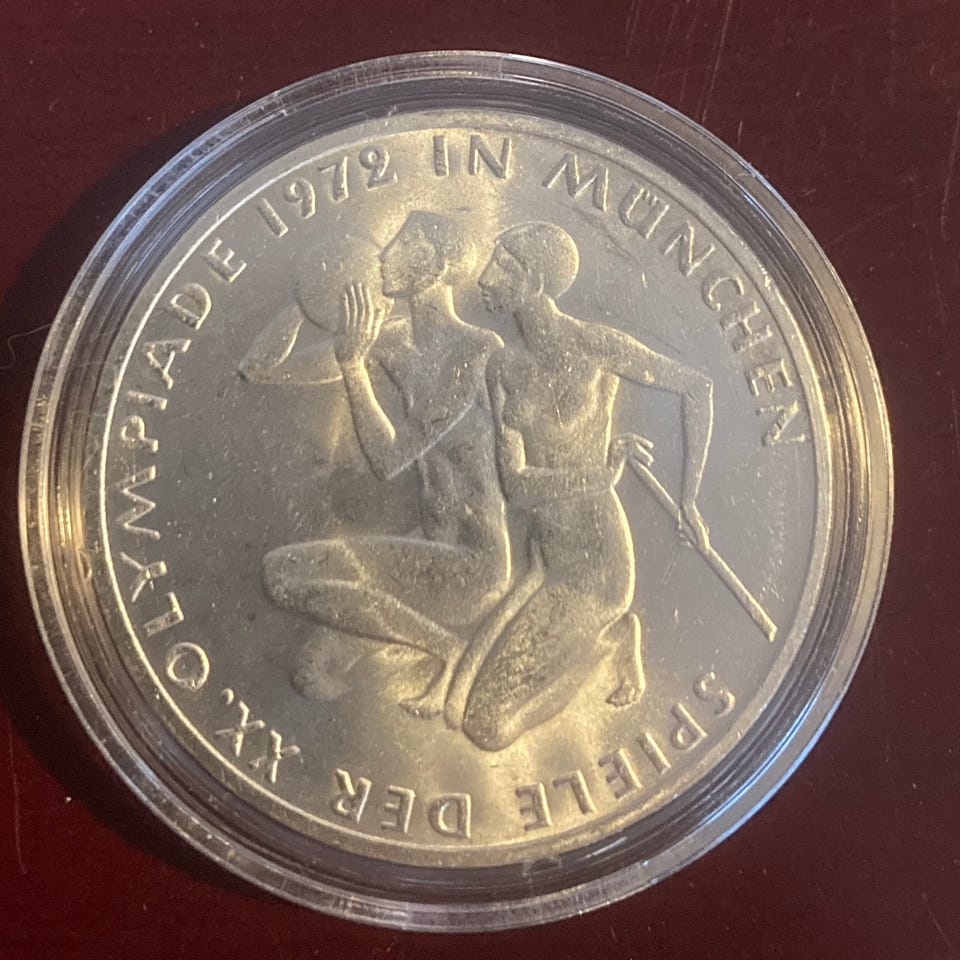 SPIELE DER XX. OLYMPIADE 1972 IN MÜNCHEN